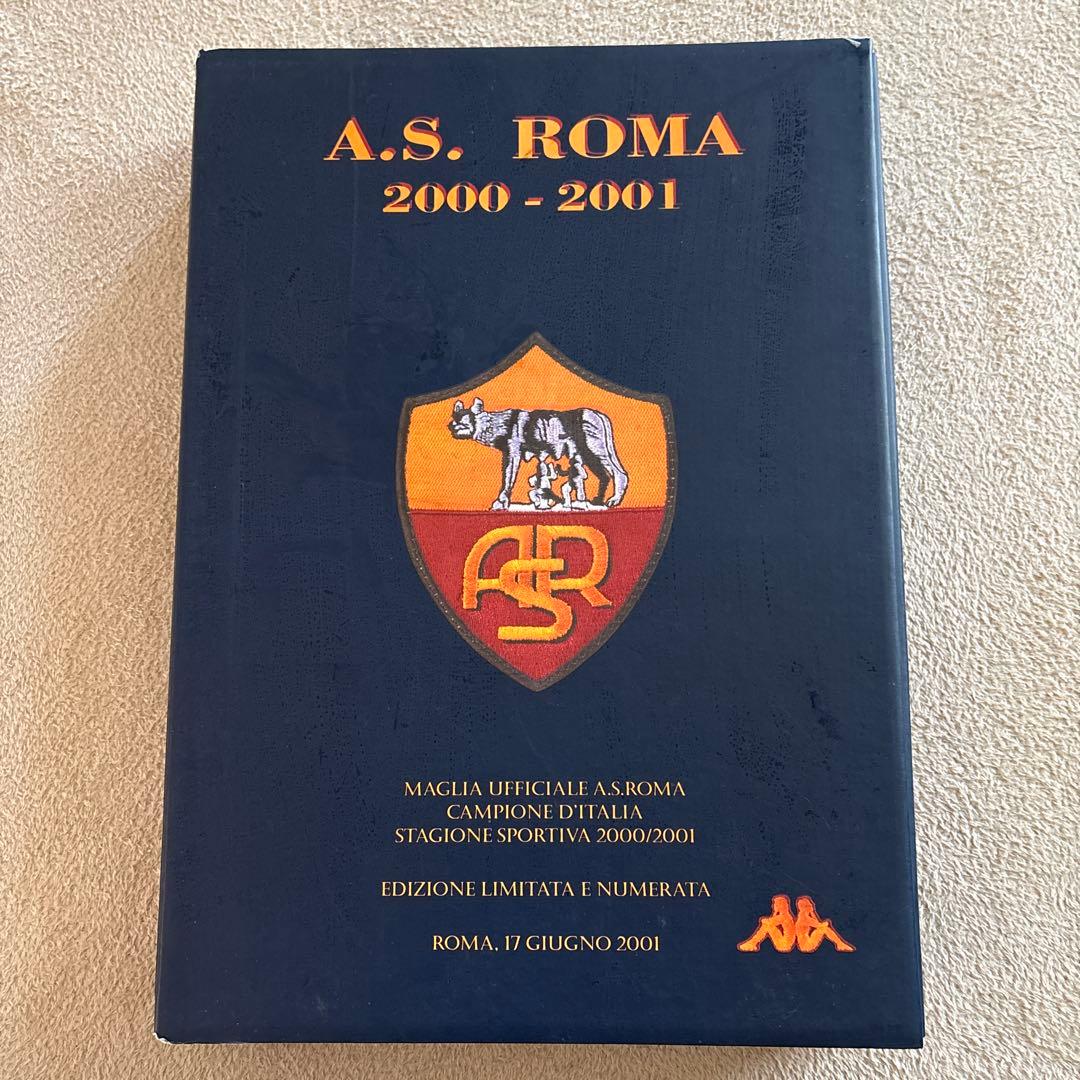 A.S. ROMA
2000 - 2001
ASR
MAGLIA UFFICIALE A.S.ROMA
CAMPIONE D'ITALIA
STAGIONE SPORTIVA 2000/2001
EDIZIONE LIMITATA E NUMERATA
ROMA, 17 GIUGNO 2001